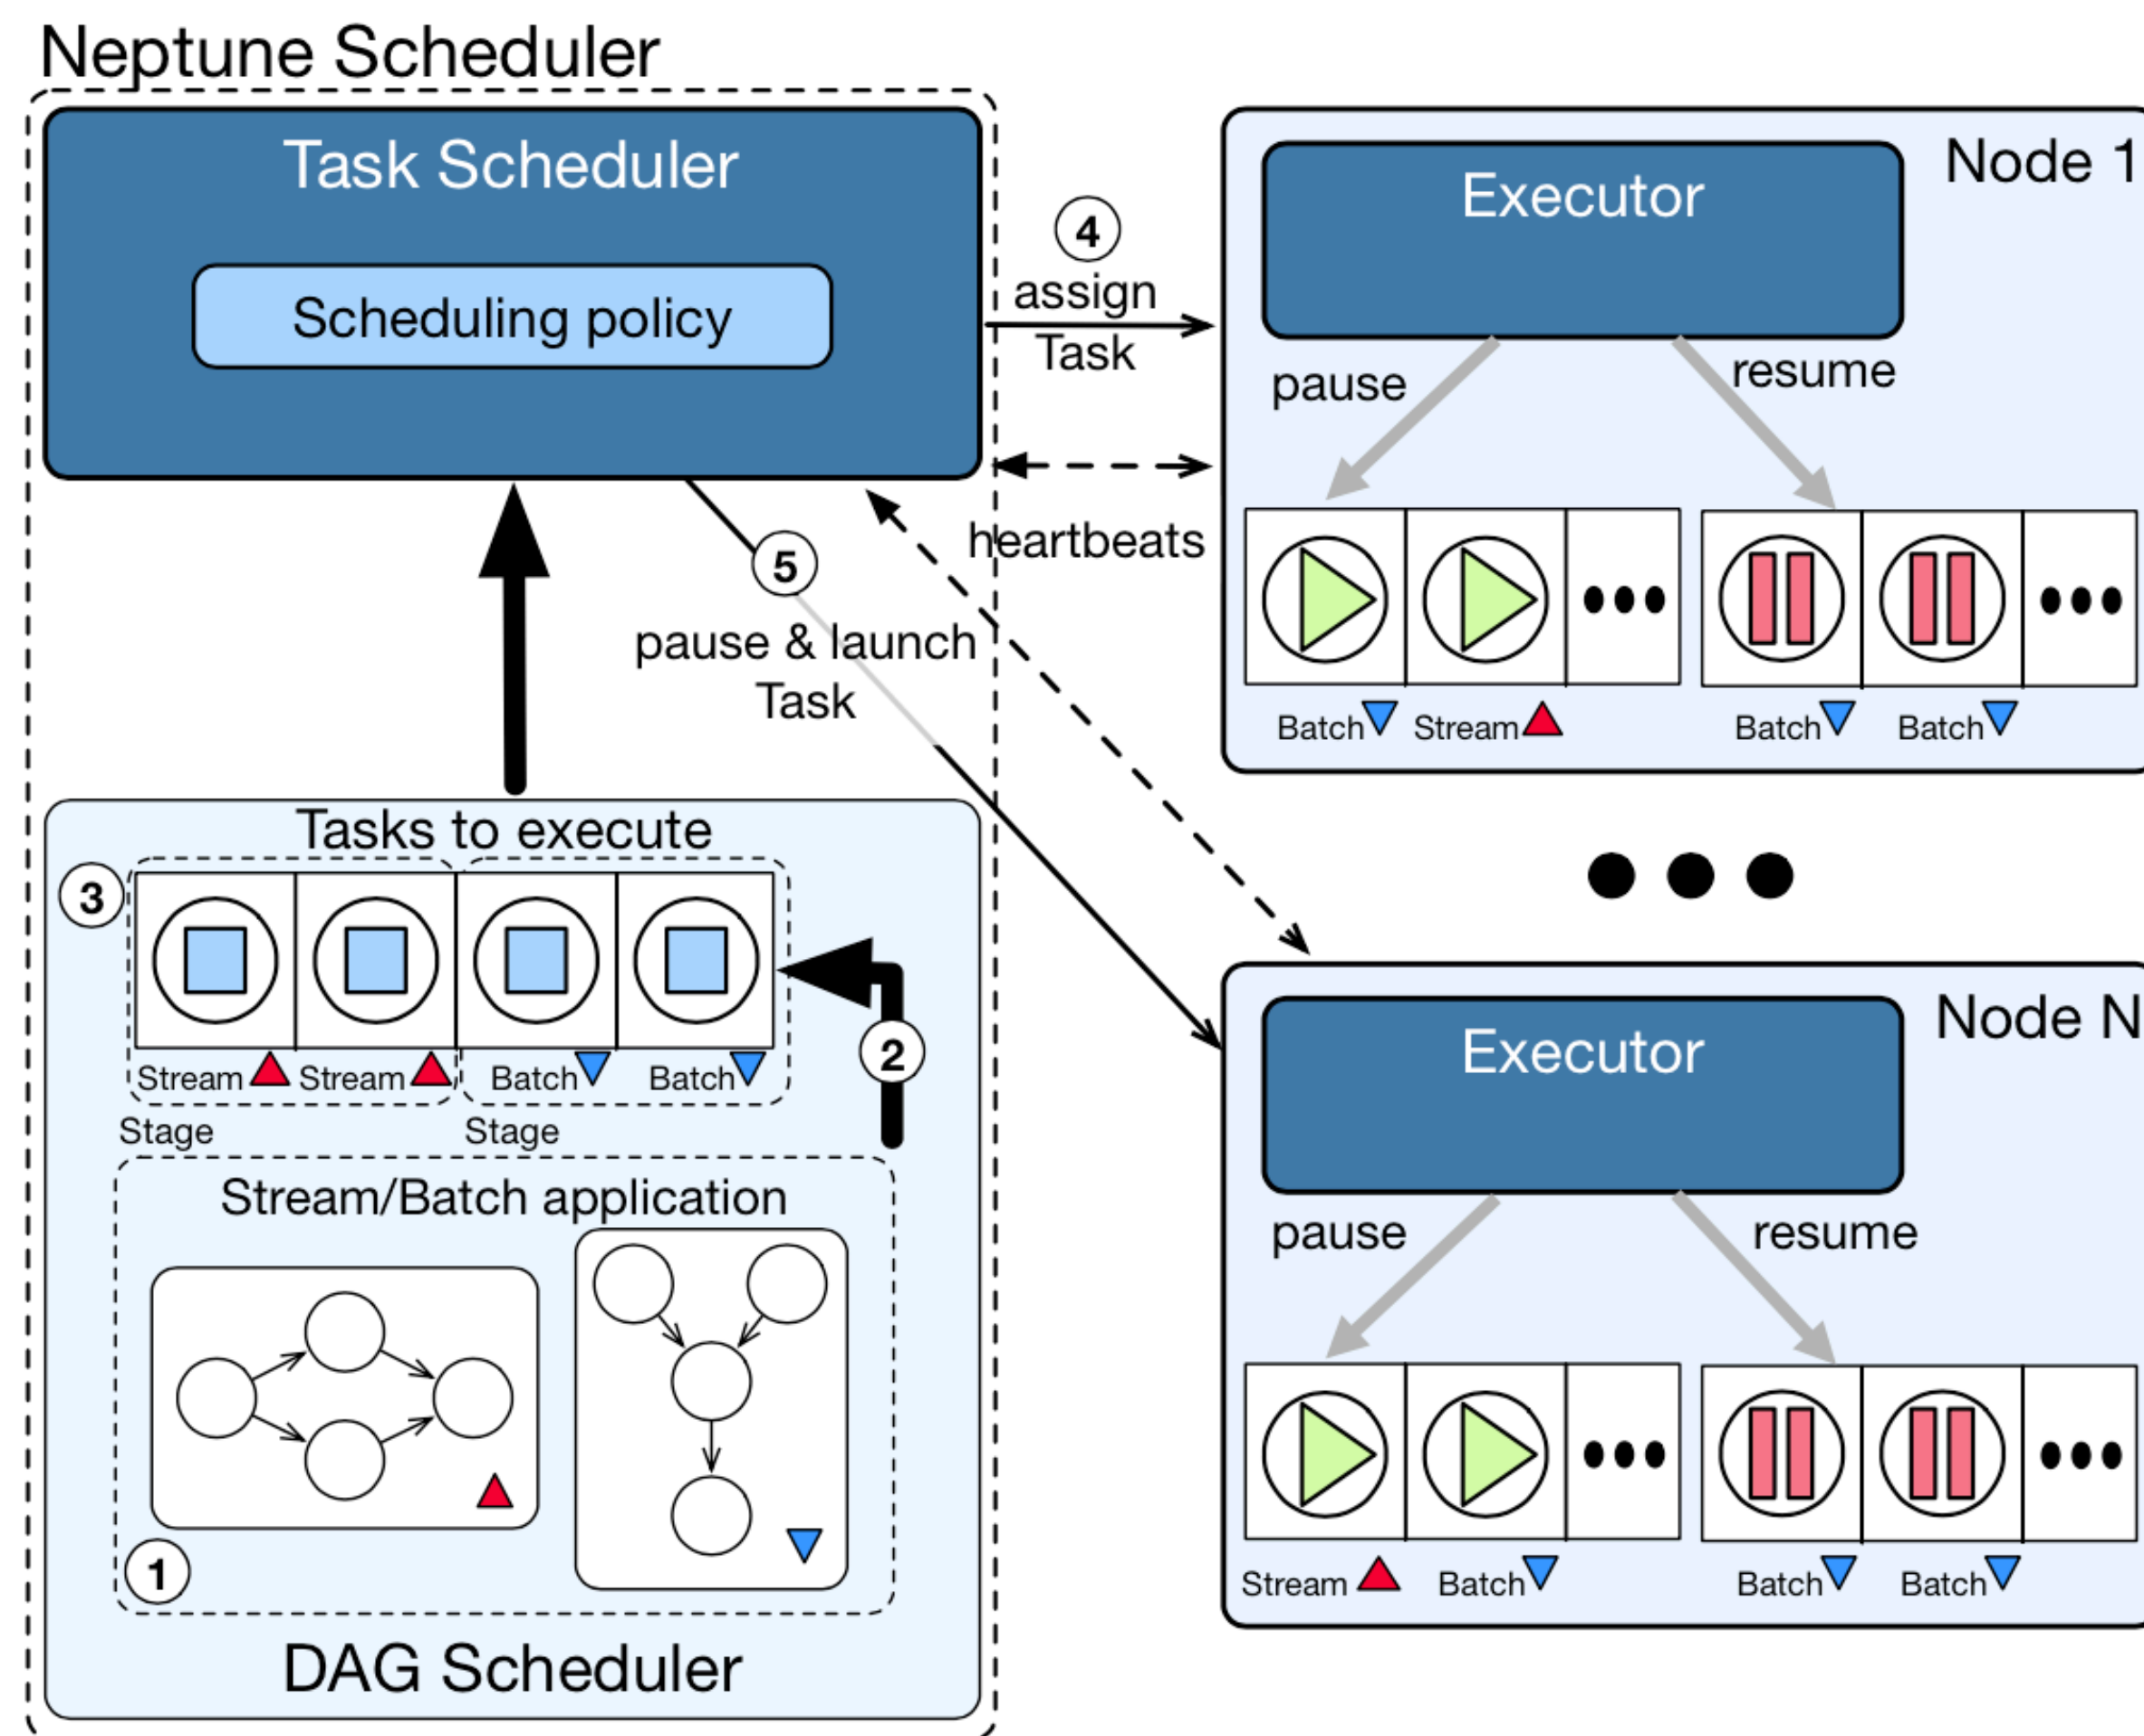 Neptune Scheduler
Task Scheduler
Scheduling policy
4
assign
Task
heartbeats
5
pause & launch
Task
Tasks to execute
3
Stream Stream Batch Batch
Stage Stage
2
Stream/Batch application
1
DAG Scheduler
Node 1
Executor
pause resume
Batch Stream Batch Batch
Node N
Executor
pause resume
Stream Batch Batch Batch